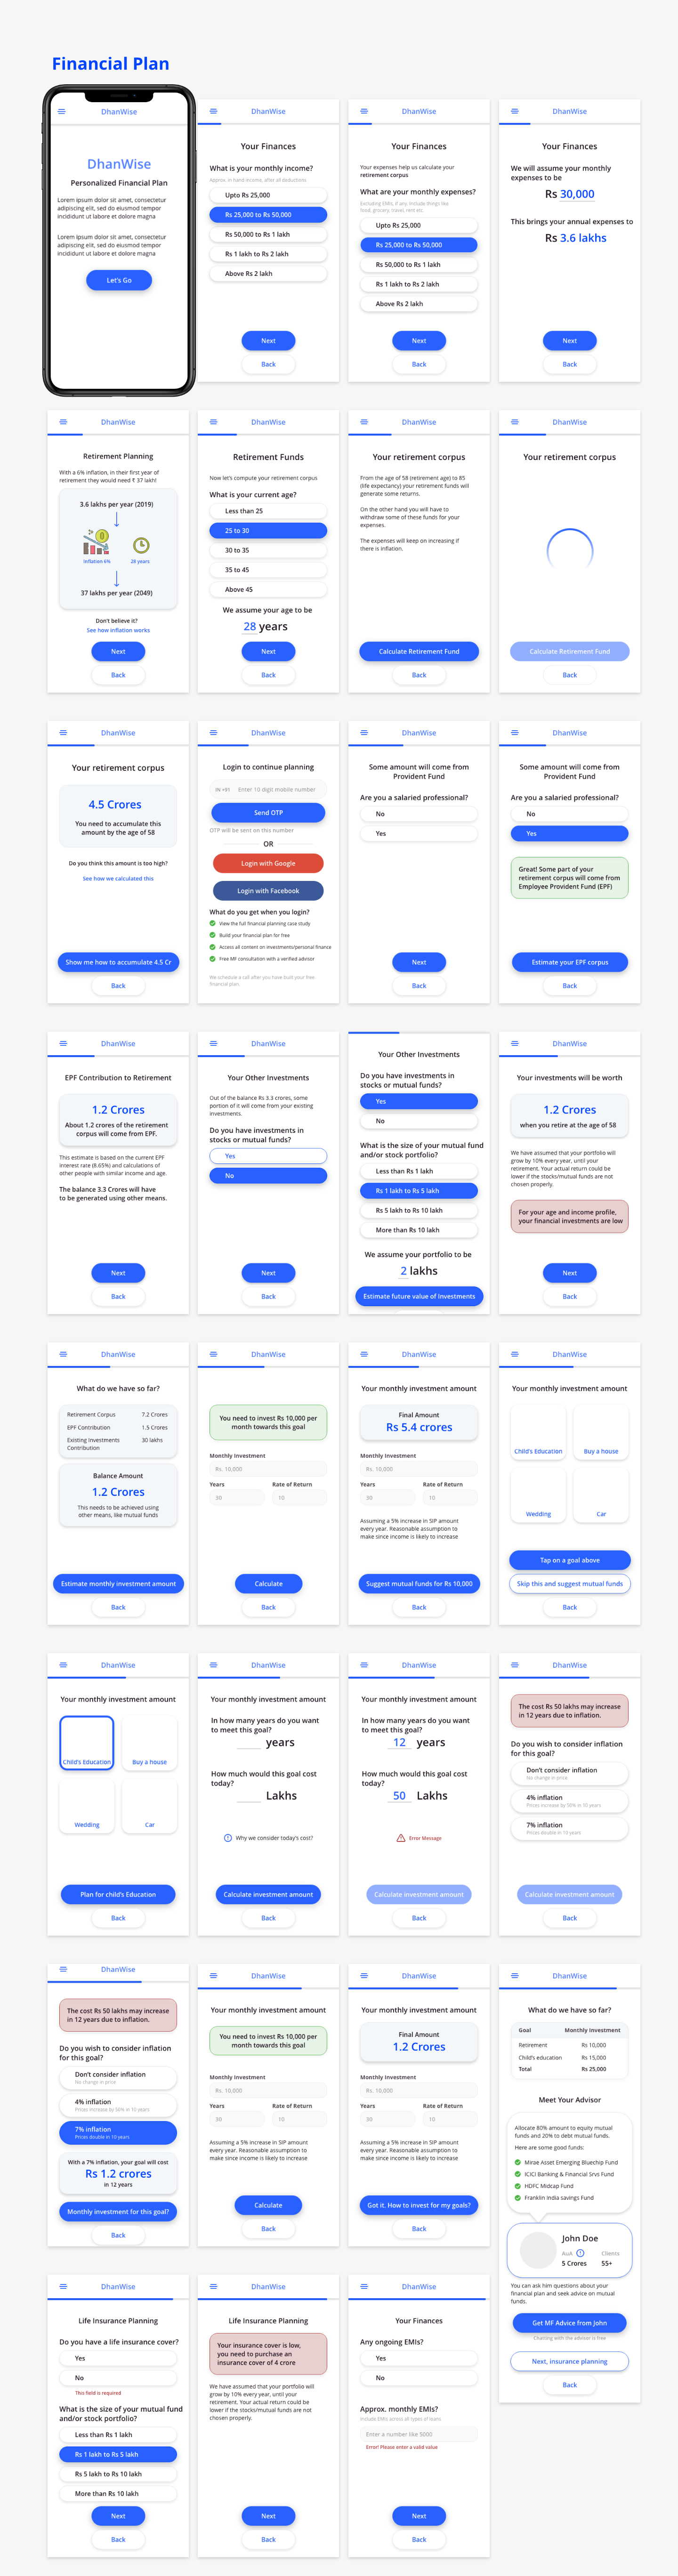 Financial Plan
DhanWise
DhanWise
Personalized Financial Plan
Lorem ipsum dolor sit amet, consectetur
adipiscing elit, sed do eiusmod tempor
incididunt ut labore et dolore magna
Lorem ipsum dolor sit amet, consectetur
adipiscing elit, sed do eiusmod tempor
incididunt ut labore et dolore magna
Let's Go
DhanWise
Your Finances
What is your monthly income?
Approx. in hand income, after all deductions
Upto Rs 25,000
Rs 25,000 to Rs 50,000
Rs 50,000 to Rs 1 lakh
Rs 1 lakh to Rs 2 lakh
Above Rs 2 lakh
Next
Back
DhanWise
Your Finances
Your expenses help us calculate your
retirement corpus
What are your monthly expenses?
Excluding EMIs, if any. Include things like
food, grocery, travel, rent etc.
Upto Rs 25,000
Rs 25,000 to Rs 50,000
Rs 50,000 to Rs 1 lakh
Rs 1 lakh to Rs 2 lakh
Above Rs 2 lakh
Next
Back
DhanWise
Your Finances
We will assume your monthly
expenses to be
Rs 30,000
This brings your annual expenses to
Rs 3.6 lakhs
Next
Back
DhanWise
Retirement Planning
With a 6% inflation, in their first year of
retirement they would need ₹ 37 lakh!
3.6 lakhs per year (2019)
Inflation 6%
28 years
37 lakhs per year (2049)
Don't believe it?
See how inflation works
Next
Back
DhanWise
Retirement Funds
Now let's compute your retirement corpus
What is your current age?
Less than 25
25 to 30
30 to 35
35 to 45
Above 45
We assume your age to be
28 years
Next
Back
DhanWise
Your retirement corpus
From the age of 58 (retirement age) to 85
(life expectancy) your retirement funds will
generate some returns.
On the other hand you will have to
withdraw some of these funds for your
expenses.
The expenses will keep on increasing if
there is inflation.
Calculate Retirement Fund
Back
DhanWise
Your retirement corpus
Calculate Retirement Fund
Back
DhanWise
Your retirement corpus
4.5 Crores
You need to accumulate this
amount by the age of 58
Do you think this amount is too high?
See how we calculated this
Show me how to accumulate 4.5 Cr
Back
DhanWise
Login to continue planning
IN +91 Enter 10 digit mobile number
Send OTP
OTP will be sent on this number
OR
Login with Google
Login with Facebook
What do you get when you login?
View the full financial planning case study
Build your financial plan for free
Access all content on investments/personal finance
Free MF consultation with a verified advisor
We schedule a call after you have built your free
financial plan.
DhanWise
Some amount will come from
Provident Fund
Are you a salaried professional?
No
Yes
Next
Back
DhanWise
Some amount will come from
Provident Fund
Are you a salaried professional?
No
Yes
Great! Some part of your
retirement corpus will come from
Employee Provident Fund (EPF)
Estimate your EPF corpus
Back
DhanWise
EPF Contribution to Retirement
1.2 Crores
About 1.2 crores of the retirement
corpus will come from EPF.
This estimate is based on the current EPF
interest rate (8.65%) and calculations of
other people with similar income and age.
The balance 3.3 Crores will have
to be generated using other means.
Next
Back
DhanWise
Your Other Investments
Out of the balance Rs 3.3 crores, some
portion of it will come from your existing
investments.
Do you have investments in
stocks or mutual funds?
Yes
No
Next
Back
Your Other Investments
Do you have investments in
stocks or mutual funds?
Yes
No
What is the size of your mutual fund
and/or stock portfolio?
Less than Rs 1 lakh
Rs 1 lakh to Rs 5 lakh
Rs 5 lakh to Rs 10 lakh
More than Rs 10 lakh
We assume your portfolio to be
2 lakhs
Estimate future value of Investments
DhanWise
Your investments will be worth
1.2 Crores
when you retire at the age of 58
We have assumed that your portfolio will
grow by 10% every year, until your
retirement. Your actual return could be
lower if the stocks/mutual funds are not
chosen properly.
For your age and income profile,
your financial investments are low
Next
Back
DhanWise
What do we have so far?
Retirement Corpus 7.2 Crores
EPF Contribution 1.5 Crores
Existing Investments 30 lakhs
Contribution
Balance Amount
1.2 Crores
This needs to be achieved using
other means, like mutual funds
Estimate monthly investment amount
Back
DhanWise
You need to invest Rs 10,000 per
month towards this goal
Monthly Investment
Rs. 10,000
Years Rate of Return
30 10
Calculate
Back
DhanWise
Your monthly investment amount
Final Amount
Rs 5.4 crores
Monthly Investment
Rs. 10,000
Years Rate of Return
30 10
Assuming a 5% increase in SIP amount
every year. Reasonable assumption to
make since income is likely to increase
Suggest mutual funds for Rs 10,000
Back
DhanWise
Your monthly investment amount
Child's Education Buy a house
Wedding Car
Tap on a goal above
Skip this and suggest mutual funds
Back
DhanWise
Your monthly investment amount
Child's Education Buy a house
Wedding Car
Plan for child's Education
Back
DhanWise
Your monthly investment amount
In how many years do you want
to meet this goal?
years
How much would this goal cost
today?
Lakhs
Why we consider today's cost?
Calculate investment amount
Back
DhanWise
Your monthly investment amount
In how many years do you want
to meet this goal?
12 years
How much would this goal cost
today?
50 Lakhs
Error Message
Calculate investment amount
Back
DhanWise
The cost Rs 50 lakhs may increase
in 12 years due to inflation.
Do you wish to consider inflation
for this goal?
Don't consider inflation
No change in price
4% inflation
Prices increase by 50% in 10 years
7% inflation
Prices double in 10 years
Calculate investment amount
Back
DhanWise
The cost Rs 50 lakhs may increase
in 12 years due to inflation.
Do you wish to consider inflation
for this goal?
Don't consider inflation
No change in price
4% inflation
Prices increase by 50% in 10 years
7% inflation
Prices double in 10 years
With a 7% inflation, your goal will cost
Rs 1.2 crores
in 12 years
Monthly investment for this goal?
Back
DhanWise
Your monthly investment amount
You need to invest Rs 10,000 per
month towards this goal
Monthly Investment
Rs. 10,000
Years Rate of Return
30 10
Assuming a 5% increase in SIP amount
every year. Reasonable assumption to
make since income is likely to increase
Calculate
Back
DhanWise
Your monthly investment amount
Final Amount
1.2 Crores
Monthly Investment
Rs. 10,000
Years Rate of Return
30 10
Assuming a 5% increase in SIP amount
every year. Reasonable assumption to
make since income is likely to increase
Got it. How to invest for my goals?
Back
DhanWise
What do we have so far?
Goal Monthly Investment
Retirement Rs 10,000
Child's education Rs 15,000
Total Rs 25,000
Meet Your Advisor
Allocate 80% amount to equity mutual
funds and 20% to debt mutual funds.
Here are some good funds:
Mirae Asset Emerging Bluechip Fund
ICICI Banking & Financial Srvs Fund
HDFC Midcap Fund
Franklin india savings Fund
John Doe
AuA Clients
5 Crores 55+
You can ask him questions about your
financial plan and seek advice on mutual
funds.
Get MF Advice from John
Chatting with the advisor is free
Next, insurance planning
Back
DhanWise
Life Insurance Planning
Do you have a life insurance cover?
Yes
No
This field is required
What is the size of your mutual fund
and/or stock portfolio?
Less than Rs 1 lakh
Rs 1 lakh to Rs 5 lakh
Rs 5 lakh to Rs 10 lakh
More than Rs 10 lakh
Next
Back
DhanWise
Life Insurance Planning
Your insurance cover is low,
you need to purchase an
insurance cover of 4 crore
We have assumed that your portfolio will
grow by 10% every year, until your
retirement. Your actual return could be
lower if the stocks/mutual funds are not
chosen properly.
Next
Back
DhanWise
Your Finances
Any ongoing EMIs?
Yes
No
Approx. monthly EMIs?
Include EMIs across all types of loans
Enter a number like 5000
Error! Please enter a valid value
Next
Back